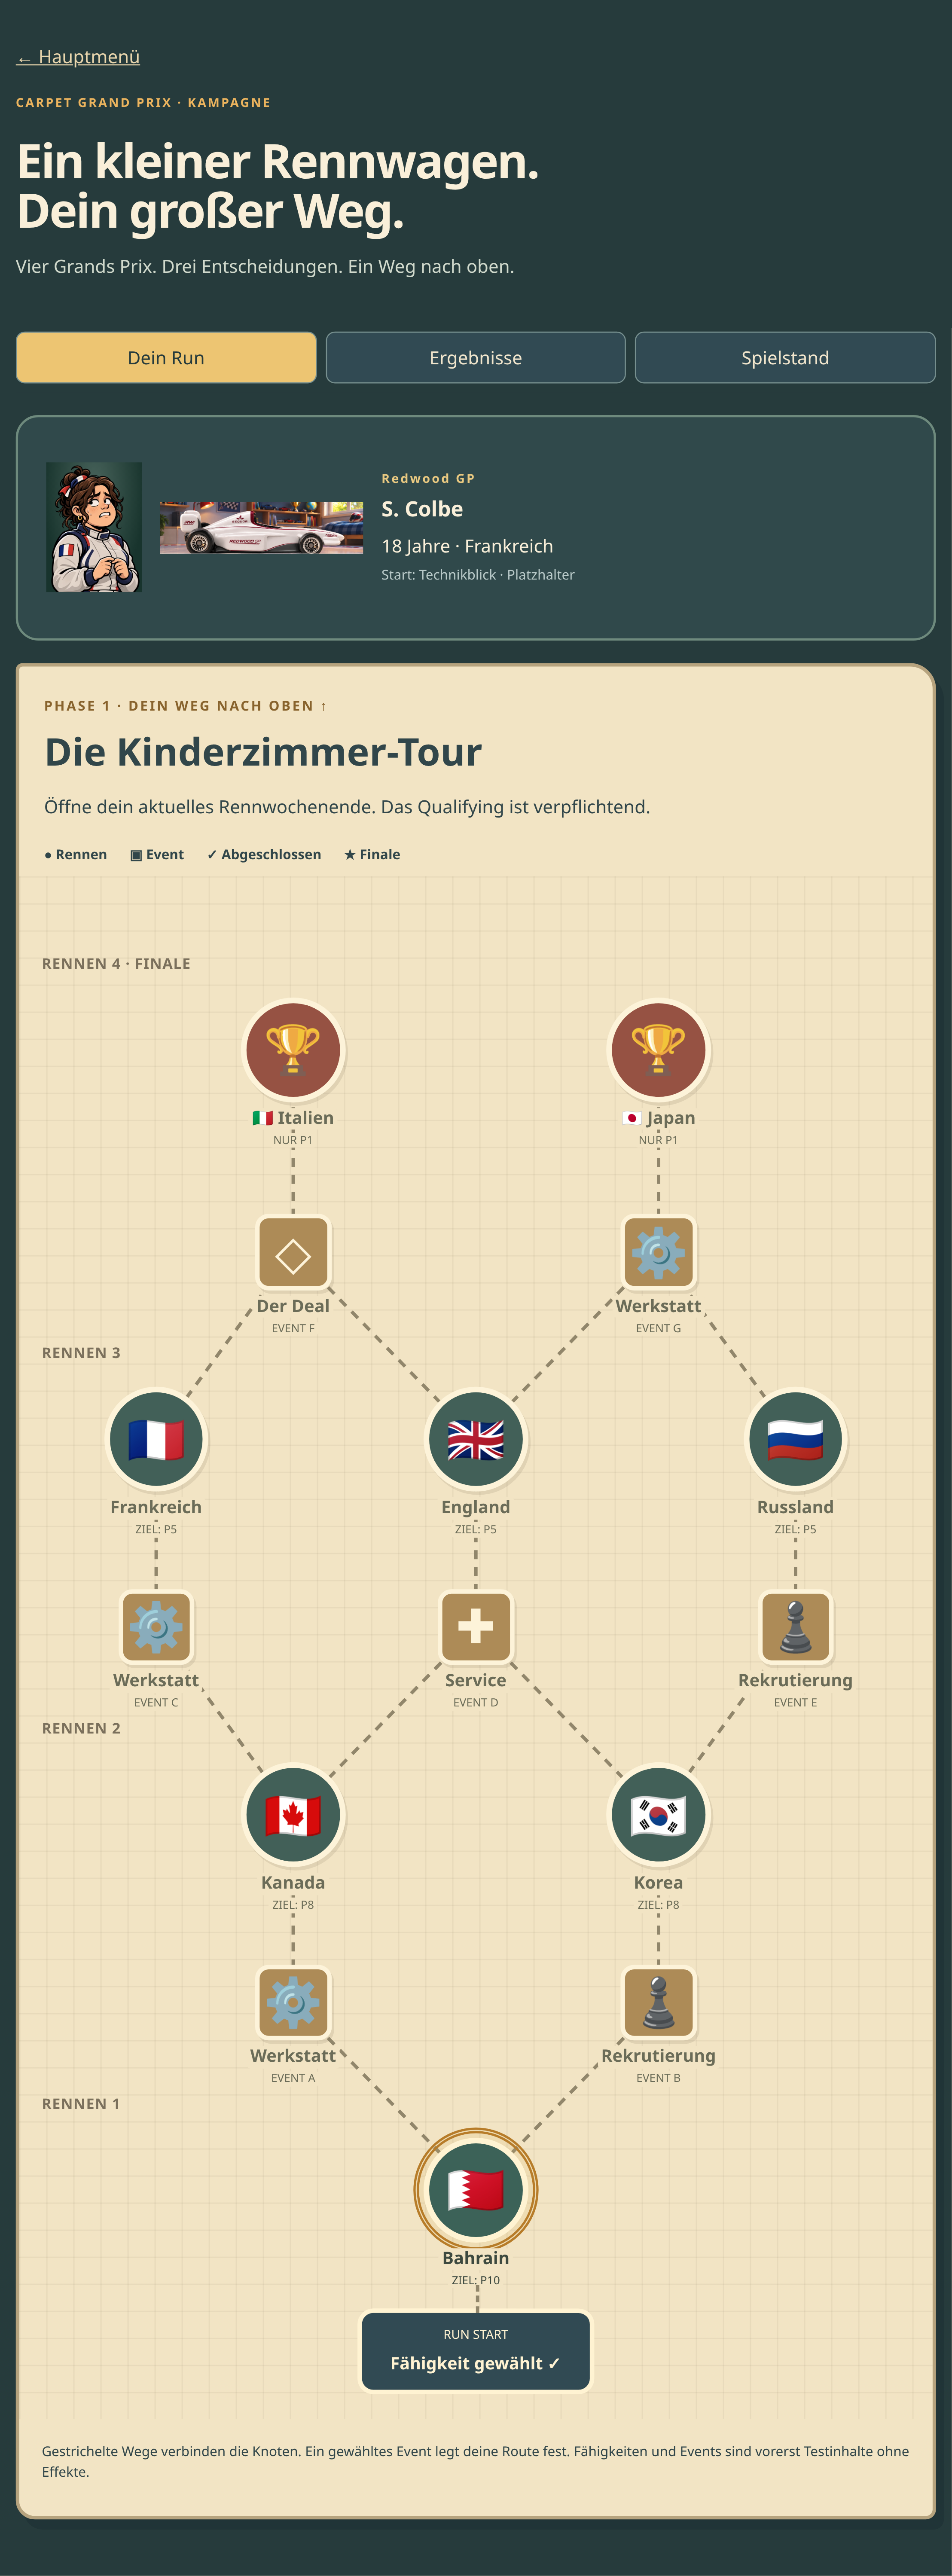 ← Hauptmenü
CARPET GRAND PRIX · KAMPAGNE
Ein kleiner Rennwagen.
Dein großer Weg.
Vier Grands Prix. Drei Entscheidungen. Ein Weg nach oben.
Dein Run
Ergebnisse
Spielstand
Redwood GP
S. Colbe
18 Jahre · Frankreich
Start: Technikblick · Platzhalter
PHASE 1 · DEIN WEG NACH OBEN ↑
Die Kinderzimmer-Tour
Öffne dein aktuelles Rennwochenende. Das Qualifying ist verpflichtend.
● Rennen ▣ Event ✓ Abgeschlossen ★ Finale
RENNEN 4 · FINALE
Italien
NUR P1
Japan
NUR P1
Der Deal
EVENT F
Werkstatt
EVENT G
RENNEN 3
Frankreich
ZIEL: P5
England
ZIEL: P5
Russland
ZIEL: P5
Werkstatt
EVENT C
Service
EVENT D
Rekrutierung
EVENT E
RENNEN 2
Kanada
ZIEL: P8
Korea
ZIEL: P8
Werkstatt
EVENT A
Rekrutierung
EVENT B
RENNEN 1
Bahrain
ZIEL: P10
RUN START
Fähigkeit gewählt ✓
Gestrichelte Wege verbinden die Knoten. Ein gewähltes Event legt deine Route fest. Fähigkeiten und Events sind vorerst Testinhalte ohne
Effekte.